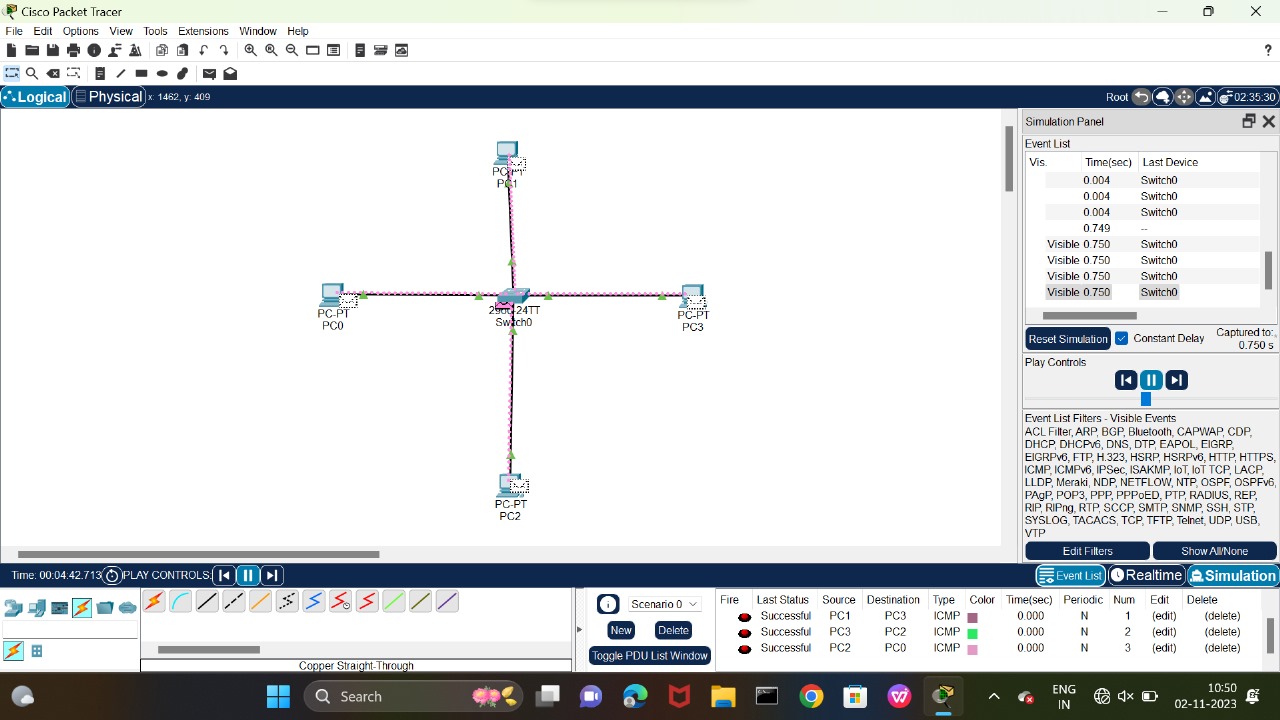 Cisco Packet Tracer
File Edit Options View Tools Extensions Window Help
Logical Physical x: 1462, y: 409 Root 02:35:30
Simulation Panel
Event List
Vis. Time(sec) Last Device
0.004 Switch0
0.004 Switch0
0.004 Switch0
0.749 --
Visible 0.750 Switch0
Visible 0.750 Switch0
Visible 0.750 Switch0
Visible 0.750 Switch0
Reset Simulation Constant Delay Captured to:
0.750 s
Play Controls
Event List Filters - Visible Events
ACL Filter, ARP, BGP, Bluetooth, CAPWAP, CDP,
DHCP, DHCPv6, DNS, DTP, EAPOL, EIGRP,
EIGRPv6, FTP, H.323, HSRP, HSRPv6, HTTP, HTTPS,
ICMP, ICMPv6, IPSec, ISAKMP, IoT, IoT TCP, LACP,
LLDP, Meraki, NDP, NETFLOW, NTP, OSPF, OSPFv6,
PAgP, POP3, PPP, PPPoED, PTP, RADIUS, REP,
RIP, RIPng, RTP, SCCP, SMTP, SNMP, SSH, STP,
SYSLOG, TACACS, TCP, TFTP, Telnet, UDP, USB,
VTP
Edit Filters Show All/None
PC1
PC-PT
PC0
2960-24TT
Switch0
PC-PT
PC3
PC-PT
PC2
Time: 00:04:42.713 PLAY CONTROLS: Event List Realtime Simulation
Copper Straight-Through
Scenario 0
New Delete
Toggle PDU List Window
Fire Last Status Source Destination Type Color Time(sec) Periodic Num Edit Delete
Successful PC1 PC3 ICMP 0.000 N 1 (edit) (delete)
Successful PC3 PC2 ICMP 0.000 N 2 (edit) (delete)
Successful PC2 PC0 ICMP 0.000 N 3 (edit) (delete)
Search
ENG
IN
10:50
02-11-2023